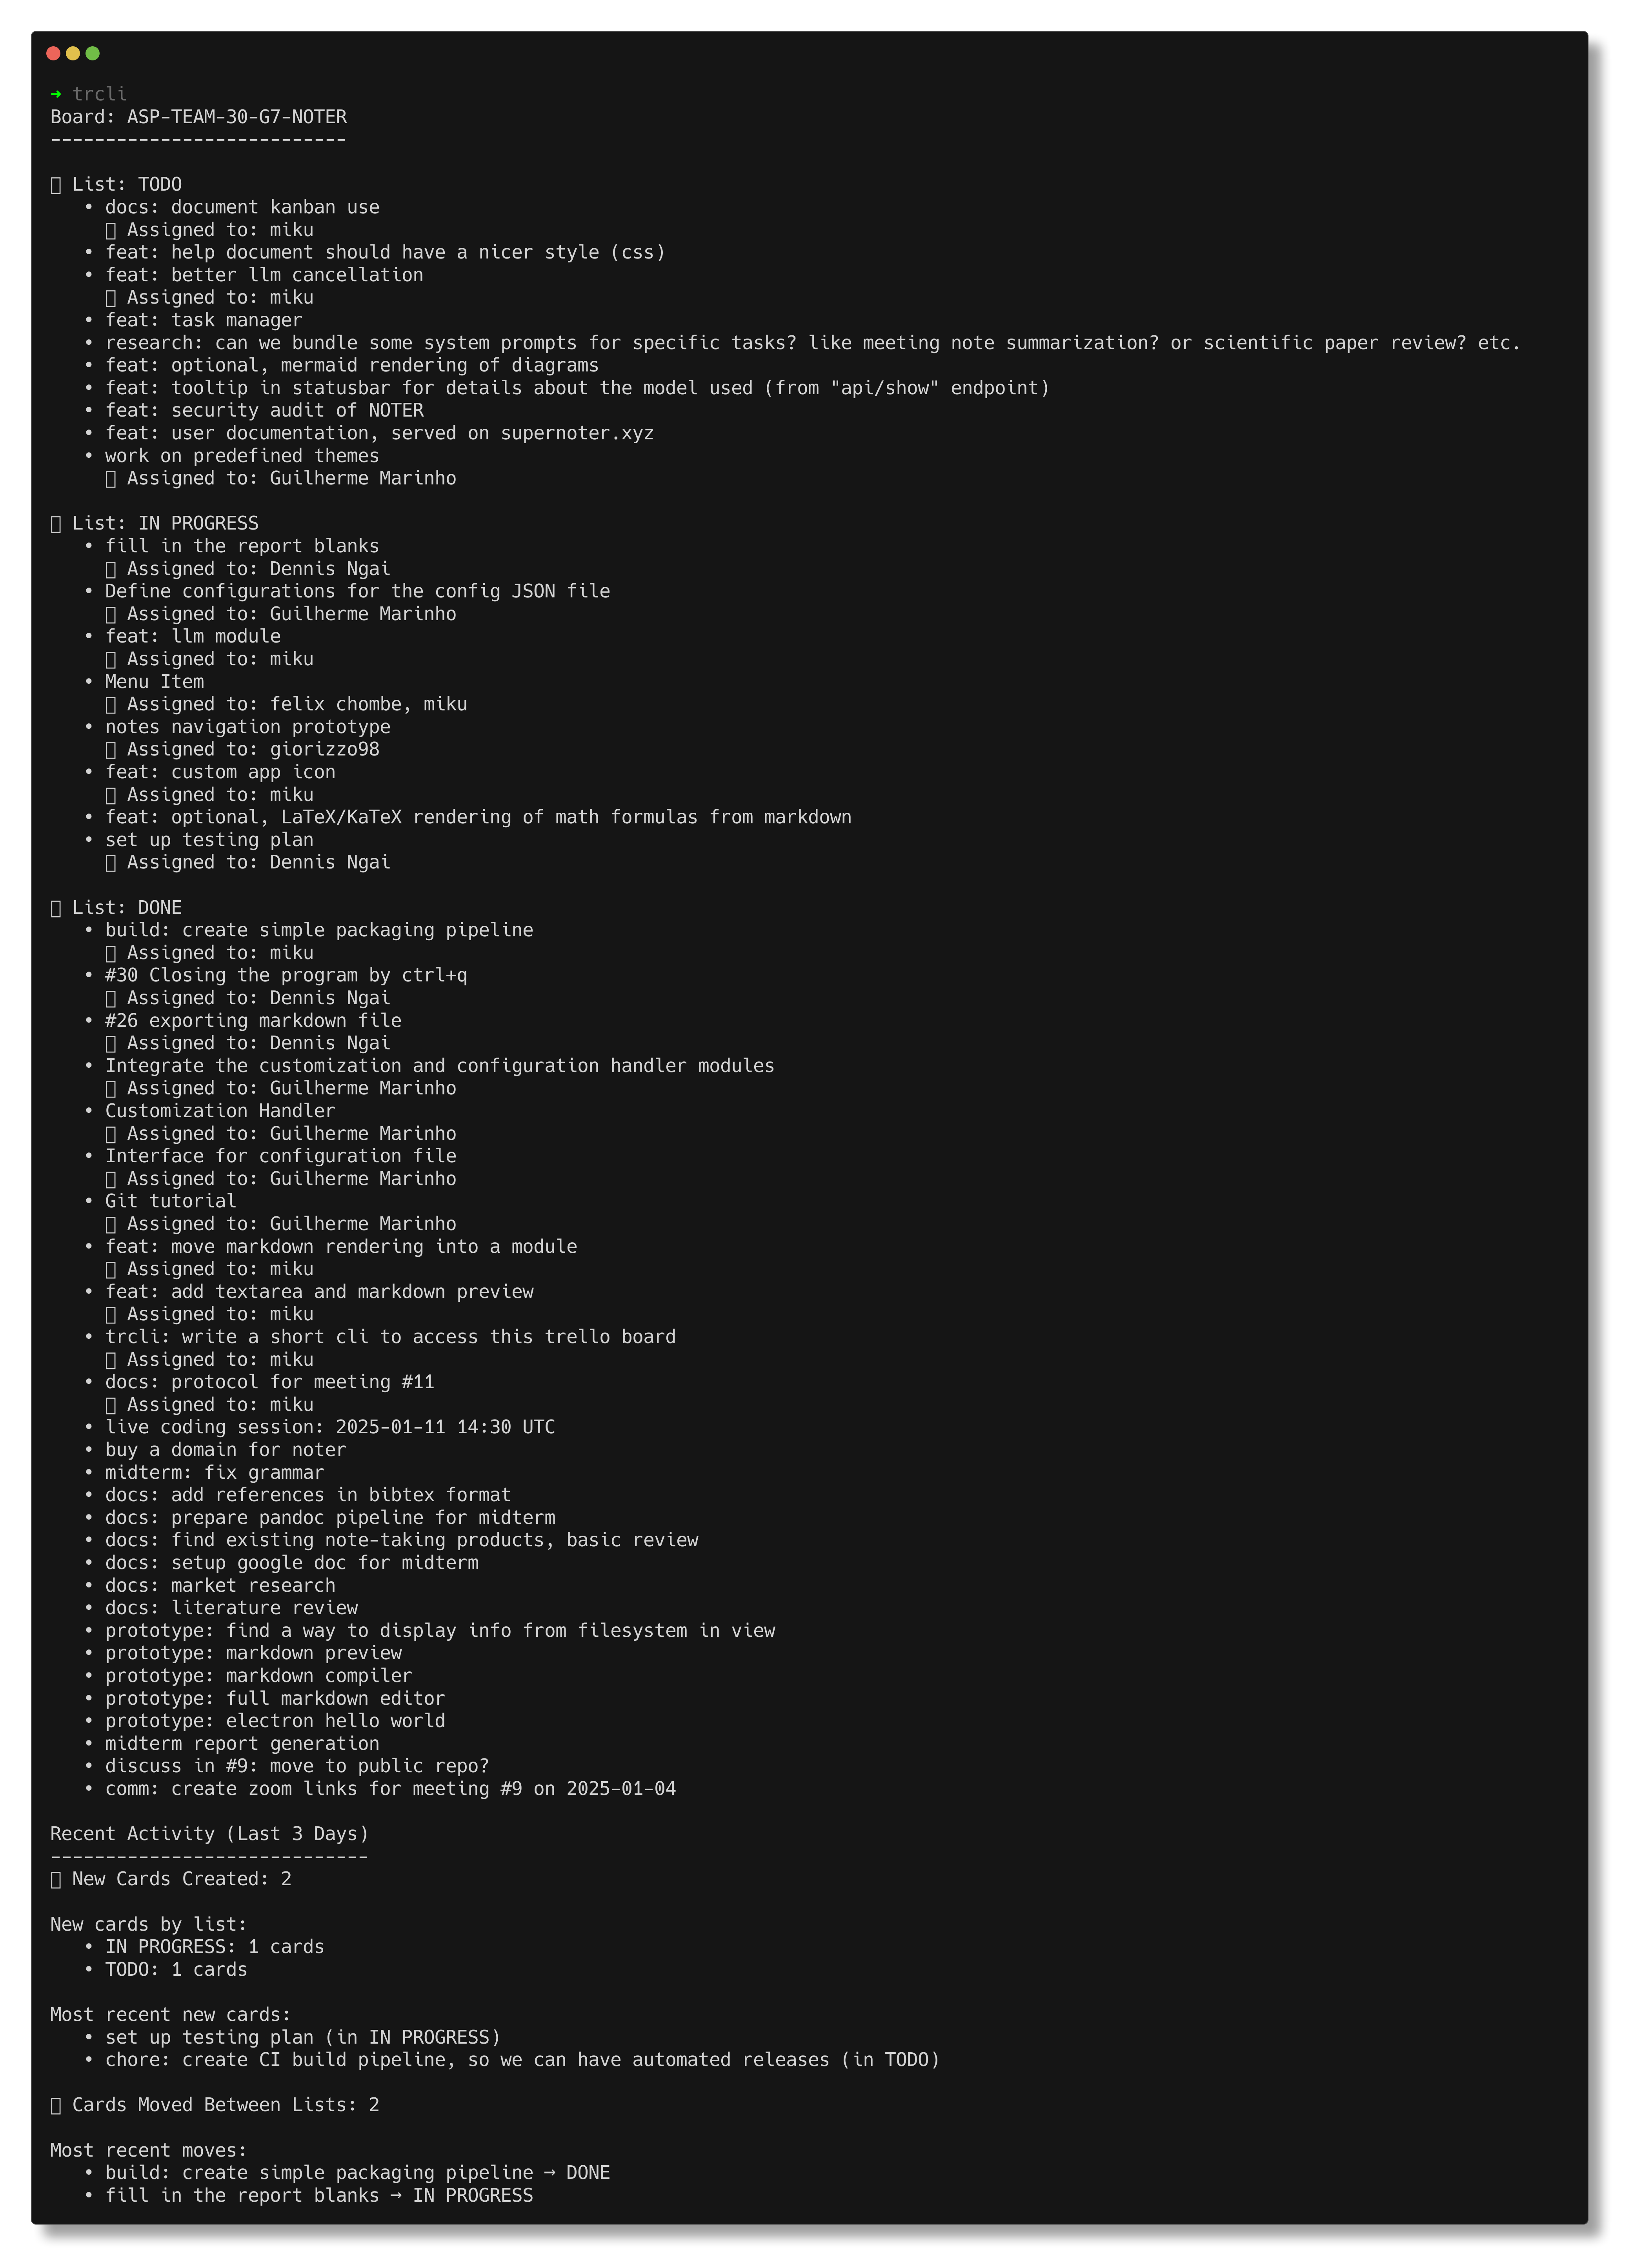 ➜ trcli
Board: ASP-TEAM-30-G7-NOTER
---------------------------
List: TODO
• docs: document kanban use
Assigned to: miku
• feat: help document should have a nicer style (css)
• feat: better llm cancellation
Assigned to: miku
• feat: task manager
• research: can we bundle some system prompts for specific tasks? like meeting note summarization? or scientific paper review? etc.
• feat: optional, mermaid rendering of diagrams
• feat: tooltip in statusbar for details about the model used (from "api/show" endpoint)
• feat: security audit of NOTER
• feat: user documentation, served on supernoter.xyz
• work on predefined themes
Assigned to: Guilherme Marinho
List: IN PROGRESS
• fill in the report blanks
Assigned to: Dennis Ngai
• Define configurations for the config JSON file
Assigned to: Guilherme Marinho
• feat: llm module
Assigned to: miku
• Menu Item
Assigned to: felix chombe, miku
• notes navigation prototype
Assigned to: giorizzo98
• feat: custom app icon
Assigned to: miku
• feat: optional, LaTeX/KaTeX rendering of math formulas from markdown
• set up testing plan
Assigned to: Dennis Ngai
List: DONE
• build: create simple packaging pipeline
Assigned to: miku
• #30 Closing the program by ctrl+q
Assigned to: Dennis Ngai
• #26 exporting markdown file
Assigned to: Dennis Ngai
• Integrate the customization and configuration handler modules
Assigned to: Guilherme Marinho
• Customization Handler
Assigned to: Guilherme Marinho
• Interface for configuration file
Assigned to: Guilherme Marinho
• Git tutorial
Assigned to: Guilherme Marinho
• feat: move markdown rendering into a module
Assigned to: miku
• feat: add textarea and markdown preview
Assigned to: miku
• trcli: write a short cli to access this trello board
Assigned to: miku
• docs: protocol for meeting #11
Assigned to: miku
• live coding session: 2025-01-11 14:30 UTC
• buy a domain for noter
• midterm: fix grammar
• docs: add references in bibtex format
• docs: prepare pandoc pipeline for midterm
• docs: find existing note-taking products, basic review
• docs: setup google doc for midterm
• docs: market research
• docs: literature review
• prototype: find a way to display info from filesystem in view
• prototype: markdown preview
• prototype: markdown compiler
• prototype: full markdown editor
• prototype: electron hello world
• midterm report generation
• discuss in #9: move to public repo?
• comm: create zoom links for meeting #9 on 2025-01-04
Recent Activity (Last 3 Days)
-----------------------------
New Cards Created: 2
New cards by list:
• IN PROGRESS: 1 cards
• TODO: 1 cards
Most recent new cards:
• set up testing plan (in IN PROGRESS)
• chore: create CI build pipeline, so we can have automated releases (in TODO)
Cards Moved Between Lists: 2
Most recent moves:
• build: create simple packaging pipeline → DONE
• fill in the report blanks → IN PROGRESS